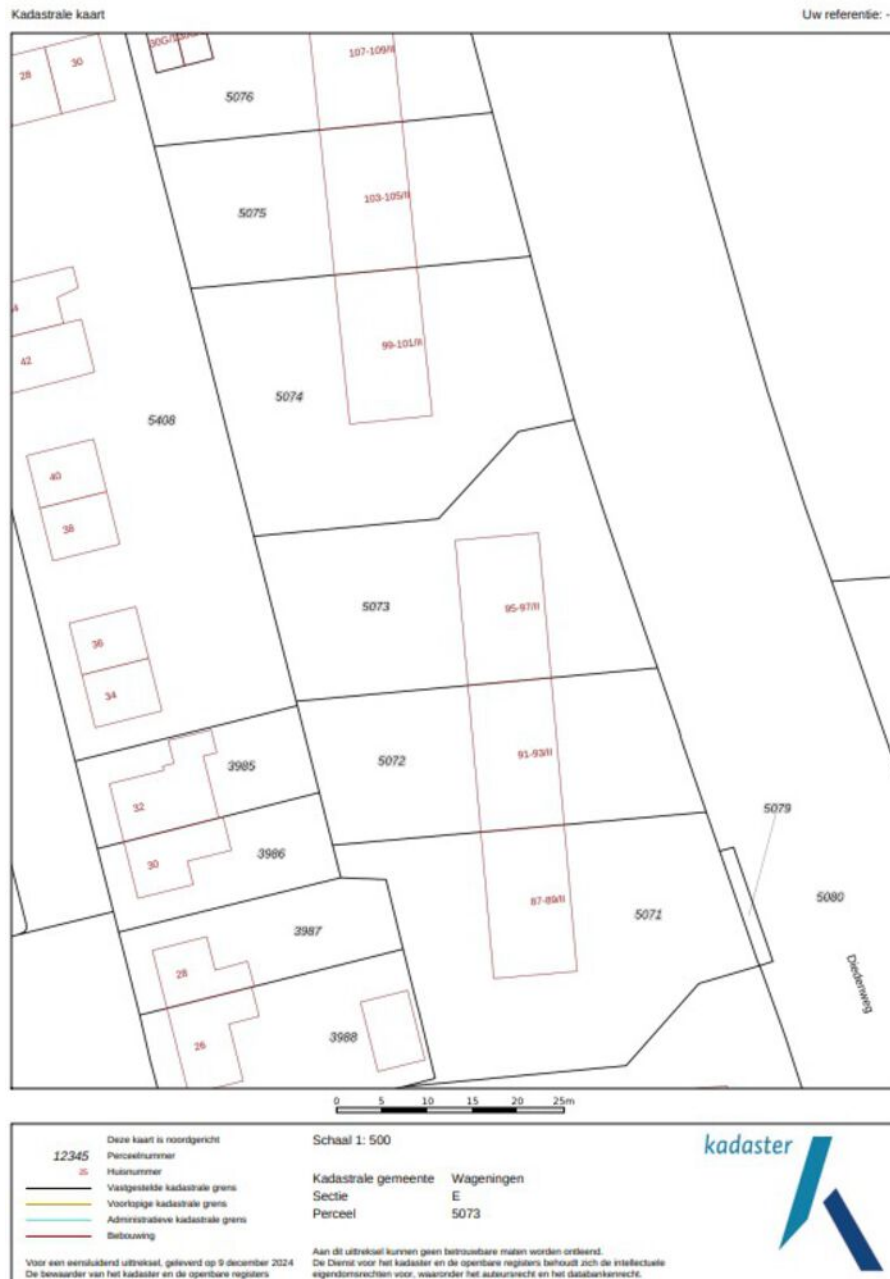 Kadastrale kaart
Uw referentie: -
28
30
107-109/II
5076
103-105/II
5075
99-101/II
42
5074
5408
40
38
95-97/II
5073
36
34
91-93/II
5072
3985
32
5079
3986
30
87-89/II
5071
5080
3987
28
Diedenweg
3988
26
0 5 10 15 20 25m
Deze kaart is noordgericht
12345 Perceelnummer
25 Huisnummer
Vastgestelde kadastrale grens
Voorlopige kadastrale grens
Administratieve kadastrale grens
Bebouwing
Voor een eensluidend uittreksel, geleverd op 9 december 2024
De bewaarder van het kadaster en de openbare registers
Schaal 1: 500
Kadastrale gemeente Wageningen
Sectie E
Perceel 5073
Aan dit uittreksel kunnen geen betrouwbare maten worden ontleend.
De Dienst voor het kadaster en de openbare registers behoudt zich de intellectuele
eigendomsrechten voor, waaronder het auteursrecht en het databankenrecht.
kadaster